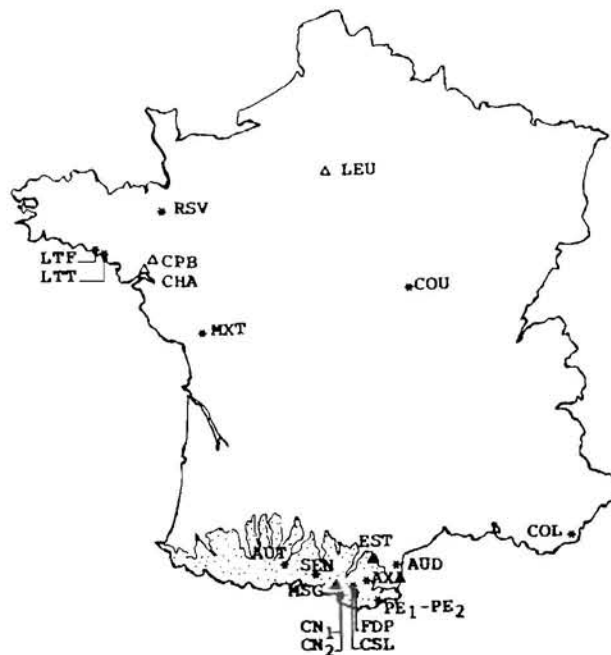 LEU
RSV
LTF
LTT
CPB
CHA
COU
MXT
COL
EST
AUT
SEN
AUD
AX
MSG
PE₁-PE₂
CN₁
FDP
CN₂
CSL